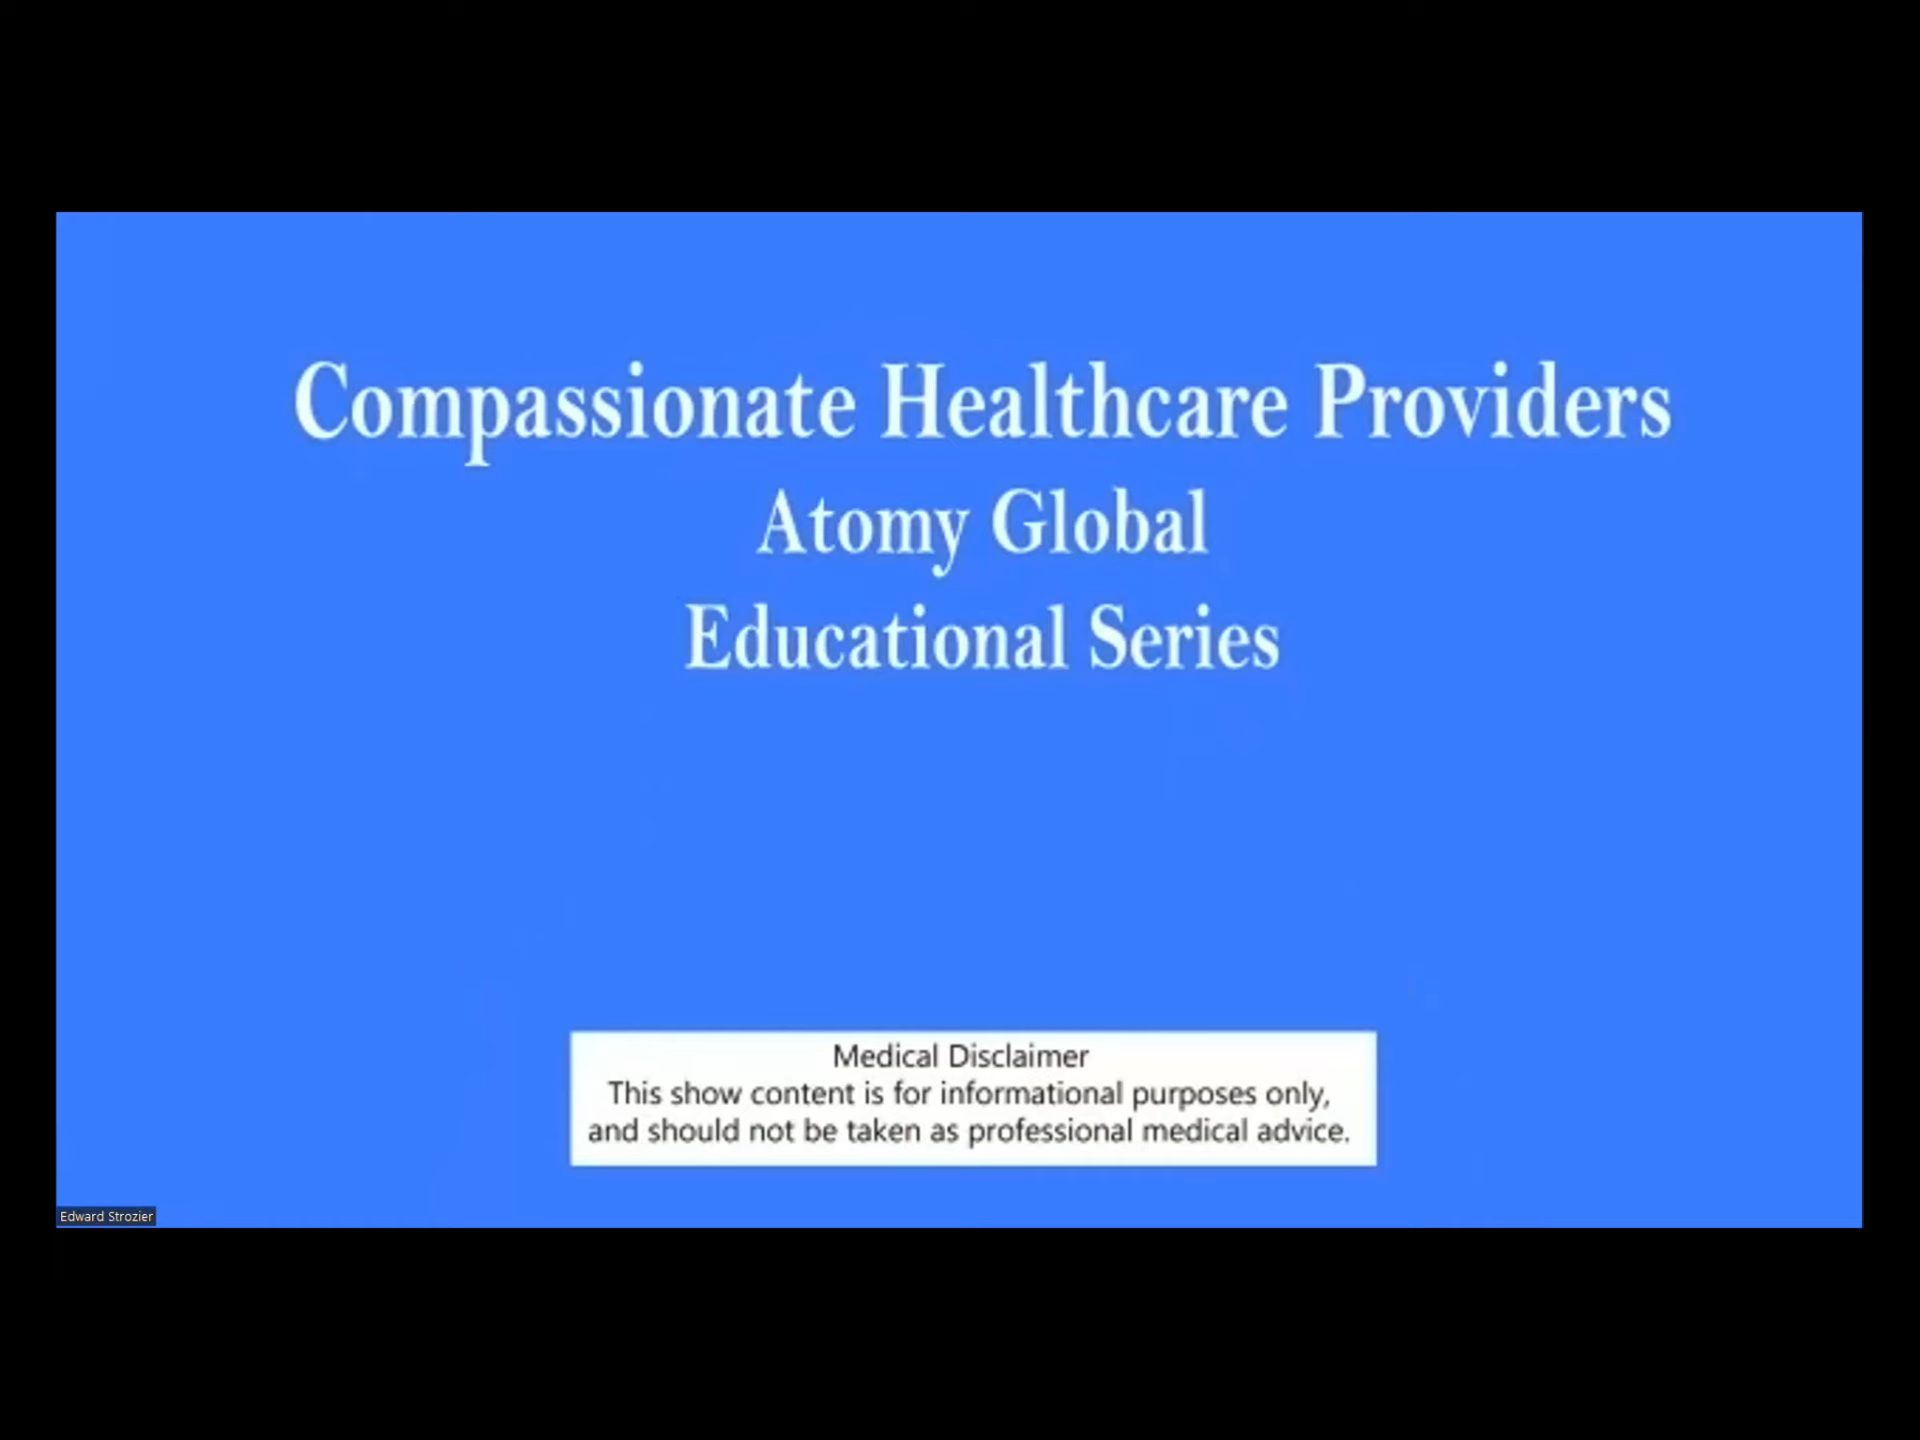 Compassionate Healthcare Providers
Atomy Global
Educational Series
Medical Disclaimer
This show content is for informational purposes only,
and should not be taken as professional medical advice.
Edward Strozier